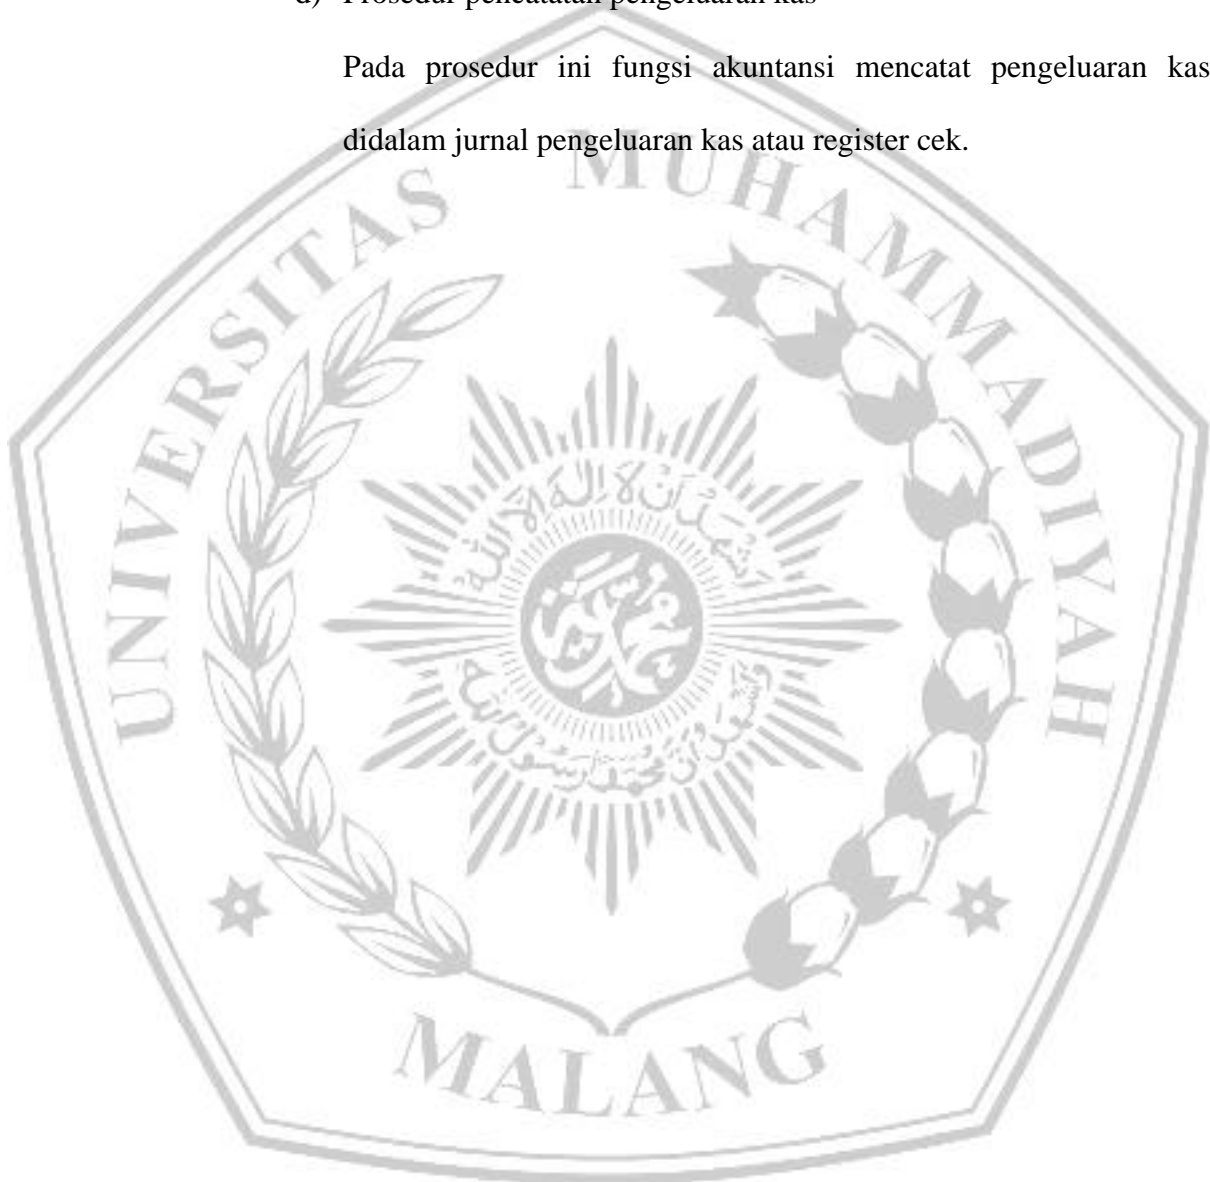 d) Prosedur pencatatan pengeluaran kas
Pada prosedur ini fungsi akuntansi mencatat pengeluaran kas
didalam jurnal pengeluaran kas atau register cek.
UNIVERSITAS MUHAMMADIYAH
MALANG